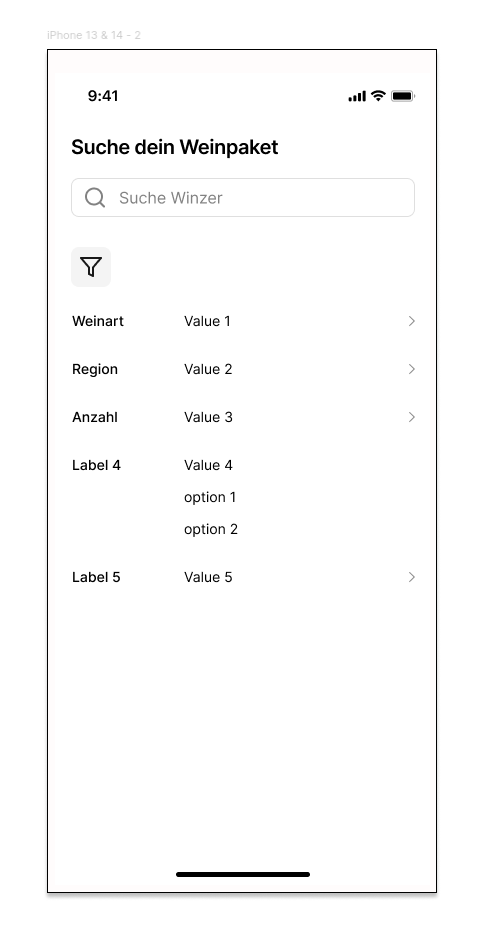 iPhone 13 & 14 - 2
9:41
Suche dein Weinpaket
Suche Winzer
Weinart Value 1
Region Value 2
Anzahl Value 3
Label 4 Value 4
option 1
option 2
Label 5 Value 5